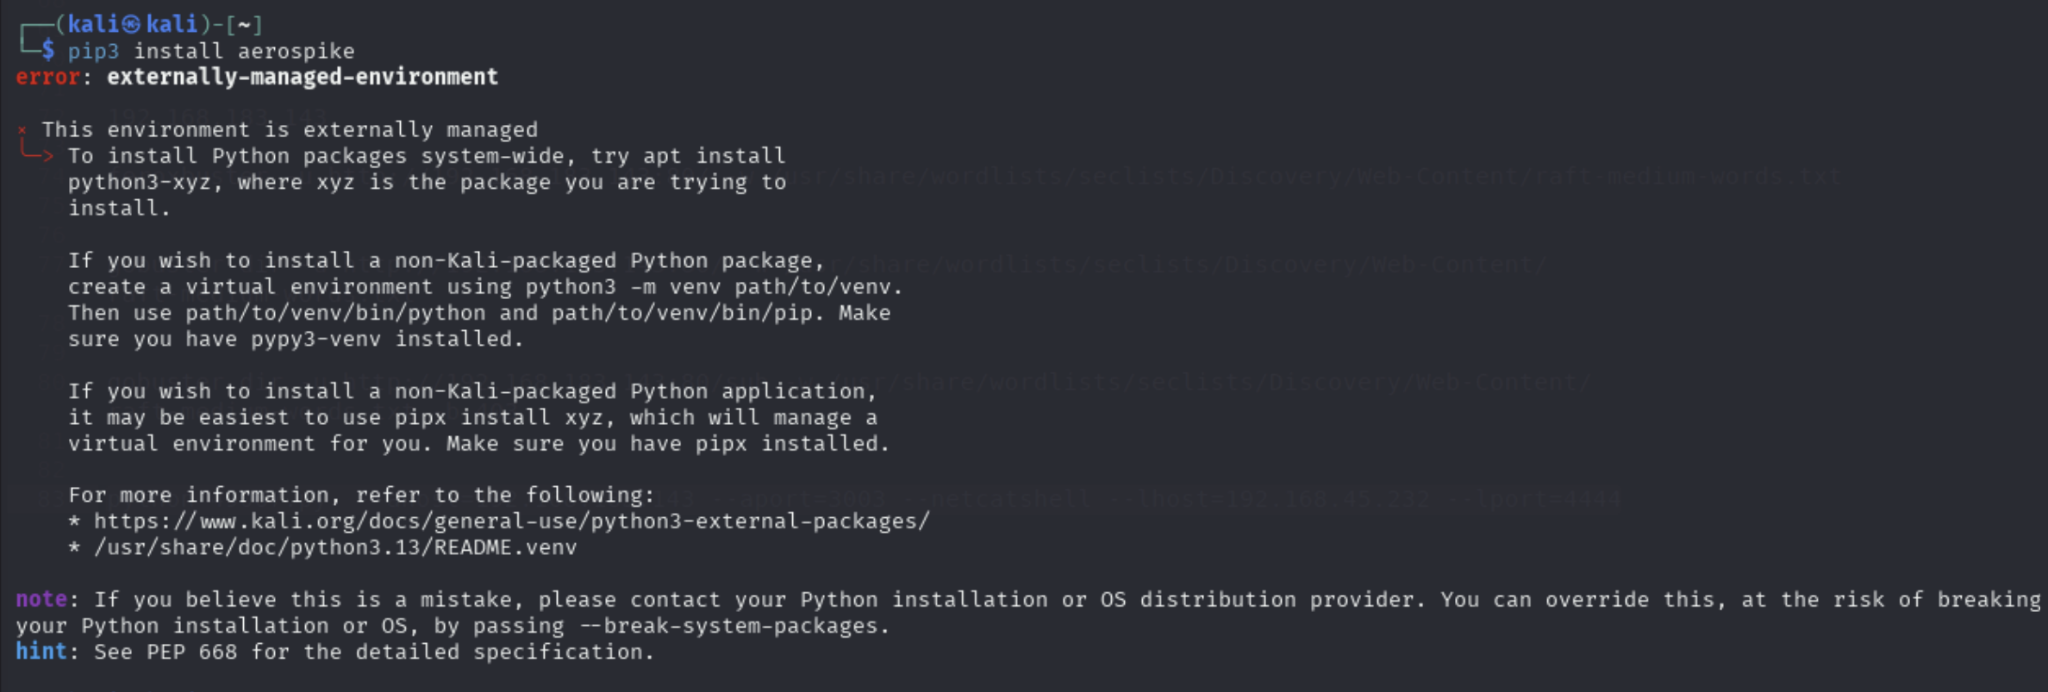 ┌──(kali㉿kali)-[~]
└─$ pip3 install aerospike
error: externally-managed-environment
× This environment is externally managed
╰─> To install Python packages system-wide, try apt install
python3-xyz, where xyz is the package you are trying to
install.
If you wish to install a non-Kali-packaged Python package,
create a virtual environment using python3 -m venv path/to/venv.
Then use path/to/venv/bin/python and path/to/venv/bin/pip. Make
sure you have pypy3-venv installed.
If you wish to install a non-Kali-packaged Python application,
it may be easiest to use pipx install xyz, which will manage a
virtual environment for you. Make sure you have pipx installed.
For more information, refer to the following:
* https://www.kali.org/docs/general-use/python3-external-packages/
* /usr/share/doc/python3.13/README.venv
note: If you believe this is a mistake, please contact your Python installation or OS distribution provider. You can override this, at the risk of breaking
your Python installation or OS, by passing --break-system-packages.
hint: See PEP 668 for the detailed specification.